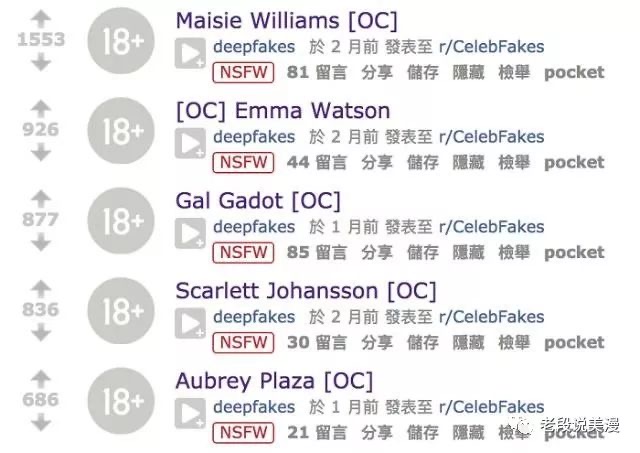 Maisie Williams [OC]
1553
18+
deepfakes 於 2 月前 發表至 r/CelebFakes
NSFW 81 留言 分享 儲存 隱藏 檢舉 pocket
[OC] Emma Watson
926
18+
deepfakes 於 2 月前 發表至 r/CelebFakes
NSFW 44 留言 分享 儲存 隱藏 檢舉 pocket
Gal Gadot [OC]
877
18+
deepfakes 於 1 月前 發表至 r/CelebFakes
NSFW 85 留言 分享 儲存 隱藏 檢舉 pocket
Scarlett Johansson [OC]
836
18+
deepfakes 於 2 月前 發表至 r/CelebFakes
NSFW 30 留言 分享 儲存 隱藏 檢舉 pocket
Aubrey Plaza [OC]
686
18+
deepfakes 於 1 月前 發表至 r/CelebFakes
NSFW 21 留言 分享 儲存 隱藏 檢舉 pocket
老段说美漫